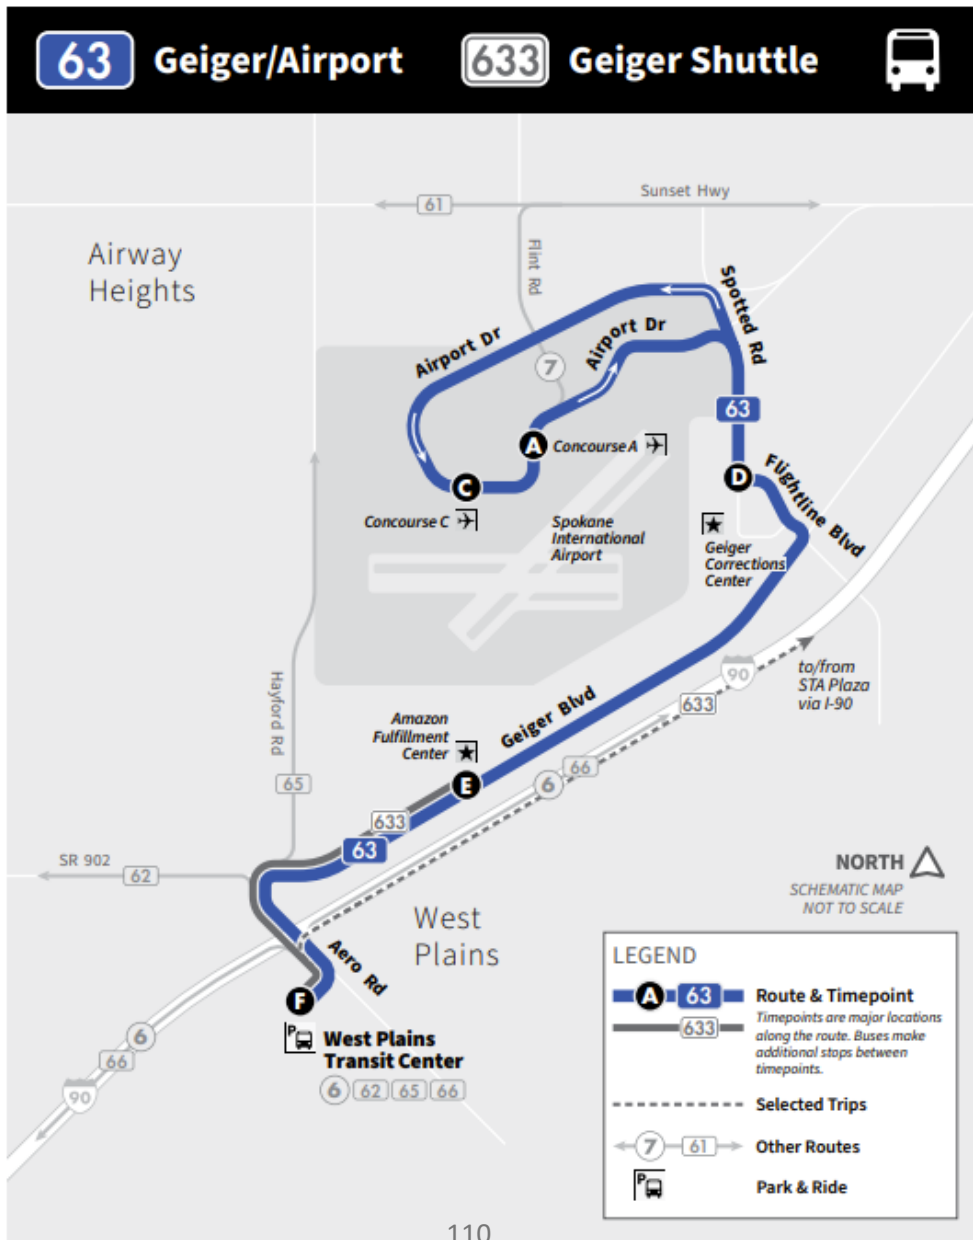 63 Geiger/Airport 633 Geiger Shuttle
Sunset Hwy
61
Airway
Heights
Flint Rd
Spotted Rd
Airport Dr
Airport Dr
7
63
A Concourse A
D Flightline Blvd
C
Concourse C
Spokane
International
Airport
Geiger
Corrections
Center
90
to/from
STA Plaza
via I-90
633
Hayford Rd
Geiger Blvd
Amazon
Fulfillment
Center
E
66
6
65
633
63
SR 902
62
NORTH
SCHEMATIC MAP
NOT TO SCALE
West
Plains
Aero Rd
F
P
West Plains
Transit Center
6 62 65 66
6
66
90
LEGEND
A 63 Route & Timepoint
633
Timepoints are major locations
along the route. Buses make
additional stops between
timepoints.
Selected Trips
7 61 Other Routes
P Park & Ride
110